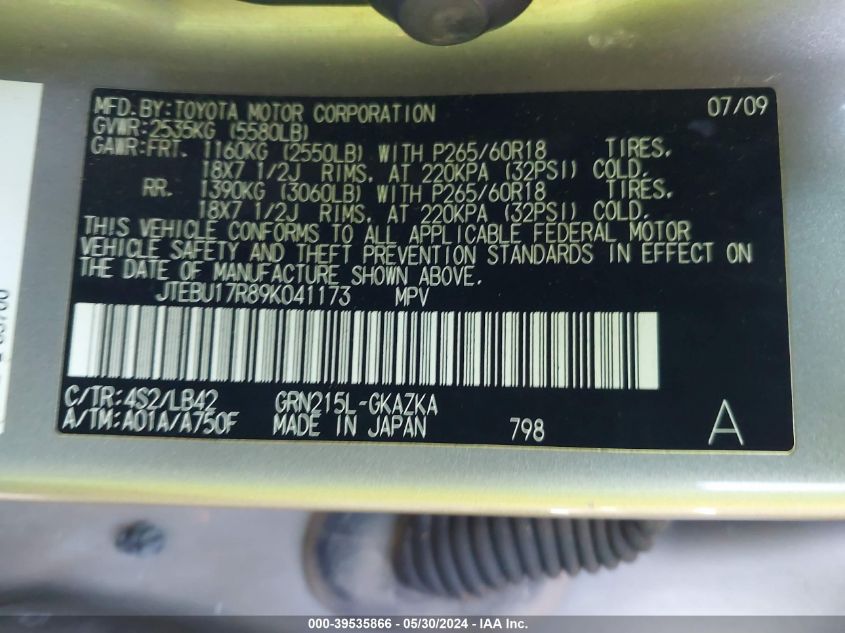 MFD. BY: TOYOTA MOTOR CORPORATION 07/09
GVWR: 2535KG (5580LB)
GAWR: FRT. 1160KG (2550LB) WITH P265/60R18 TIRES,
18X7 1/2J RIMS, AT 220KPA (32PSI) COLD.
RR. 1390KG (3060LB) WITH P265/60R18 TIRES,
18X7 1/2J RIMS, AT 220KPA (32PSI) COLD.
THIS VEHICLE CONFORMS TO ALL APPLICABLE FEDERAL MOTOR
VEHICLE SAFETY AND THEFT PREVENTION STANDARDS IN EFFECT ON
THE DATE OF MANUFACTURE SHOWN ABOVE.
JTEBU17R89K041173 MPV
C/TR: 4S2/LB42 GRN215L-GKAZKA
A/TM: A01A/A750F MADE IN JAPAN 798 A
000-39535866 - 05/30/2024 - IAA Inc.